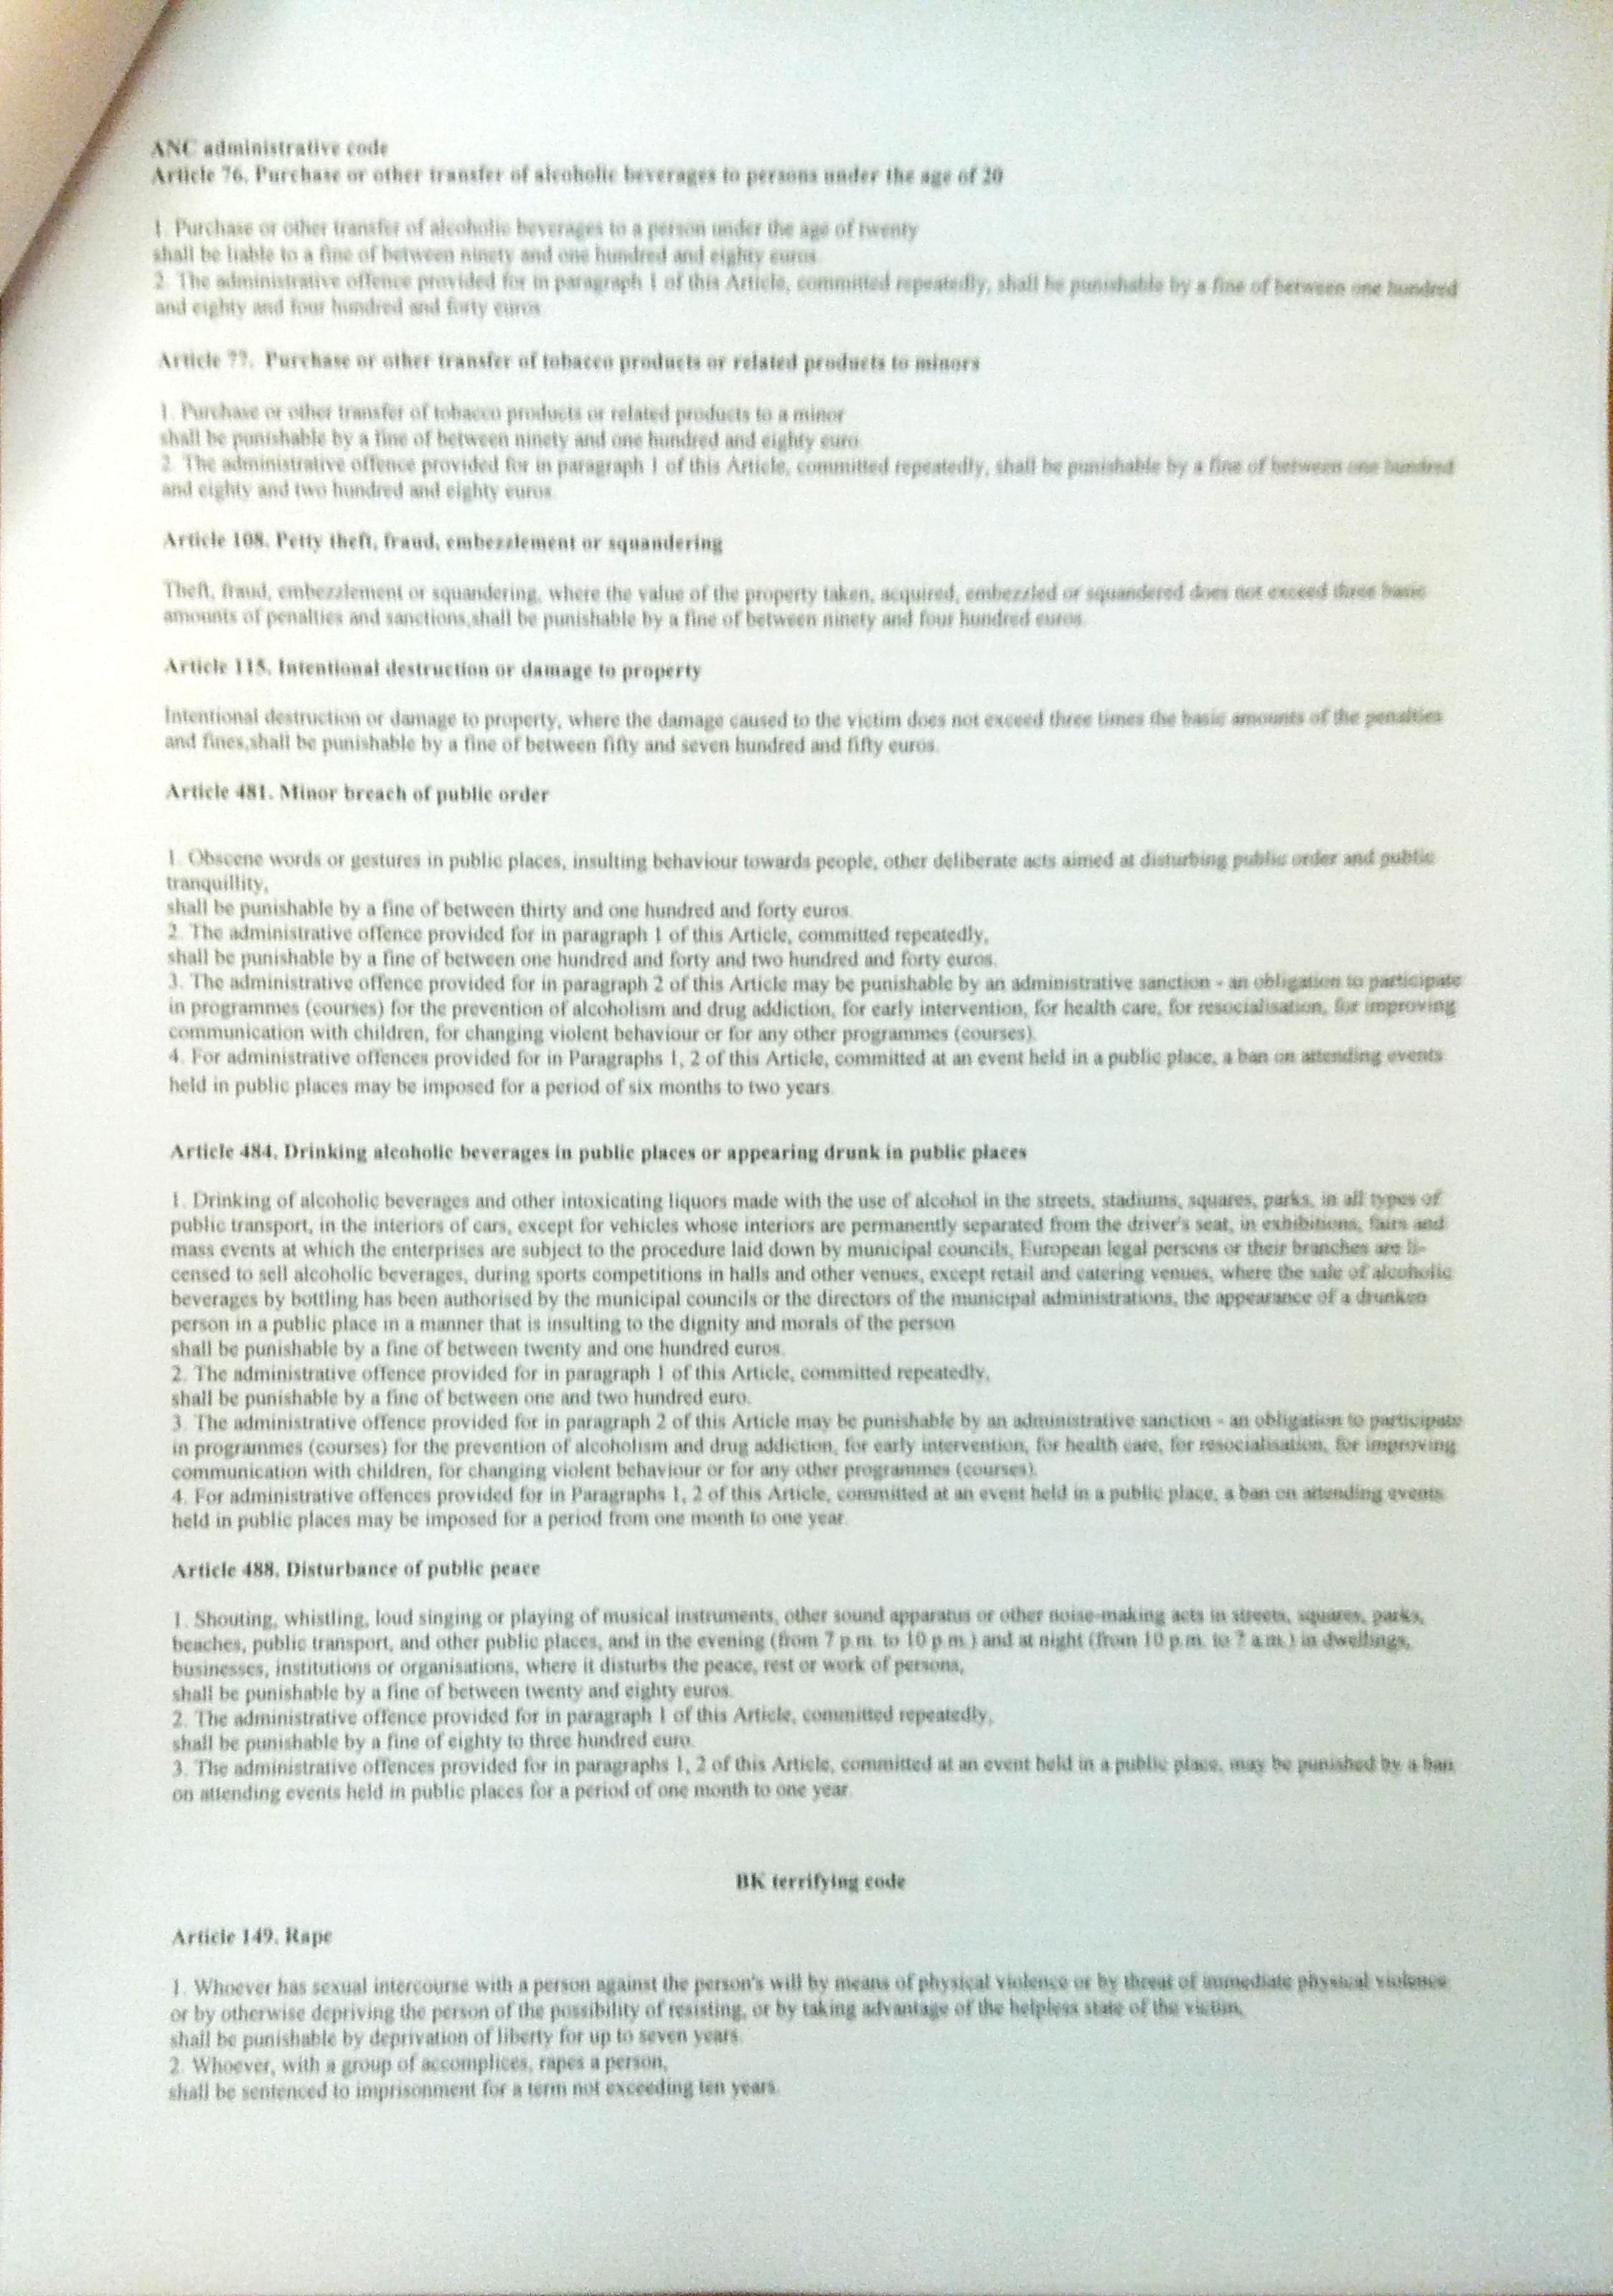 ANC administrative code
Article 76. Purchase or other transfer of alcoholic beverages to persons under the age of 20
1. Purchase or other transfer of alcoholic beverages to a person under the age of twenty
shall be liable to a fine of between ninety and one hundred and eighty euros.
2. The administrative offence provided for in paragraph 1 of this Article, committed repeatedly, shall be punishable by a fine of between one hundred
and eighty and four hundred and forty euros.
Article 77. Purchase or other transfer of tobacco products or related products to minors
1. Purchase or other transfer of tobacco products or related products to a minor
shall be punishable by a fine of between ninety and one hundred and eighty euro.
2. The administrative offence provided for in paragraph 1 of this Article, committed repeatedly, shall be punishable by a fine of between one hundred
and eighty and two hundred and eighty euros.
Article 108. Petty theft, fraud, embezzlement or squandering
Theft, fraud, embezzlement or squandering, where the value of the property taken, acquired, embezzled or squandered does not exceed three basic
amounts of penalties and sanctions,shall be punishable by a fine of between ninety and four hundred euros.
Article 115. Intentional destruction or damage to property
Intentional destruction or damage to property, where the damage caused to the victim does not exceed three times the basic amounts of the penalties
and fines,shall be punishable by a fine of between fifty and seven hundred and fifty euros.
Article 481. Minor breach of public order
1. Obscene words or gestures in public places, insulting behaviour towards people, other deliberate acts aimed at disturbing public order and public
tranquillity,
shall be punishable by a fine of between thirty and one hundred and forty euros.
2. The administrative offence provided for in paragraph 1 of this Article, committed repeatedly,
shall be punishable by a fine of between one hundred and forty and two hundred and forty euros.
3. The administrative offence provided for in paragraph 2 of this Article may be punishable by an administrative sanction - an obligation to participate
in programmes (courses) for the prevention of alcoholism and drug addiction, for early intervention, for health care, for resocialisation, for improving
communication with children, for changing violent behaviour or for any other programmes (courses).
4. For administrative offences provided for in Paragraphs 1, 2 of this Article, committed at an event held in a public place, a ban on attending events
held in public places may be imposed for a period of six months to two years.
Article 484. Drinking alcoholic beverages in public places or appearing drunk in public places
1. Drinking of alcoholic beverages and other intoxicating liquors made with the use of alcohol in the streets, stadiums, squares, parks, in all types of
public transport, in the interiors of cars, except for vehicles whose interiors are permanently separated from the driver's seat, in exhibitions, fairs and
mass events at which the enterprises are subject to the procedure laid down by municipal councils, European legal persons or their branches are li-
censed to sell alcoholic beverages, during sports competitions in halls and other venues, except retail and catering venues, where the sale of alcoholic
beverages by bottling has been authorised by the municipal councils or the directors of the municipal administrations, the appearance of a drunken
person in a public place in a manner that is insulting to the dignity and morals of the person
shall be punishable by a fine of between twenty and one hundred euros.
2. The administrative offence provided for in paragraph 1 of this Article, committed repeatedly,
shall be punishable by a fine of between one and two hundred euro.
3. The administrative offence provided for in paragraph 2 of this Article may be punishable by an administrative sanction - an obligation to participate
in programmes (courses) for the prevention of alcoholism and drug addiction, for early intervention, for health care, for resocialisation, for improving
communication with children, for changing violent behaviour or for any other programmes (courses).
4. For administrative offences provided for in Paragraphs 1, 2 of this Article, committed at an event held in a public place, a ban on attending events
held in public places may be imposed for a period from one month to one year.
Article 488. Disturbance of public peace
1. Shouting, whistling, loud singing or playing of musical instruments, other sound apparatus or other noise-making acts in streets, squares, parks,
beaches, public transport, and other public places, and in the evening (from 7 p.m. to 10 p.m.) and at night (from 10 p.m. to 7 a.m.) in dwellings,
businesses, institutions or organisations, where it disturbs the peace, rest or work of persons,
shall be punishable by a fine of between twenty and eighty euros.
2. The administrative offence provided for in paragraph 1 of this Article, committed repeatedly,
shall be punishable by a fine of eighty to three hundred euro.
3. The administrative offences provided for in paragraphs 1, 2 of this Article, committed at an event held in a public place, may be punished by a ban
on attending events held in public places for a period of one month to one year.
BK terrifying code
Article 149. Rape
1. Whoever has sexual intercourse with a person against the person's will by means of physical violence or by threat of immediate physical violence
or by otherwise depriving the person of the possibility of resisting, or by taking advantage of the helpless state of the victim,
shall be punishable by deprivation of liberty for up to seven years.
2. Whoever, with a group of accomplices, rapes a person,
shall be sentenced to imprisonment for a term not exceeding ten years.